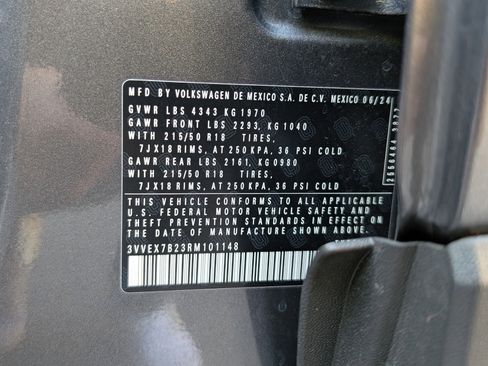 MFD BY VOLKSWAGEN DE MEXICO S.A. DE C.V. MEXICO 06/24
GVWR LBS 4343 KG 1970
GAWR FRONT LBS 2293, KG 1040
WITH 215/50 R18 TIRES,
7JX18 RIMS, AT 250 KPA, 36 PSI COLD
GAWR REAR LBS 2161, KG 0980
WITH 215/50 R18 TIRES,
7JX18 RIMS, AT 250 KPA, 36 PSI COLD
THIS VEHICLE CONFORMS TO ALL APPLICABLE
U.S. FEDERAL MOTOR VEHICLE SAFETY AND
THEFT PREVENTION STANDARDS IN EFFECT
ON THE DATE OF MANUFACTURE SHOWN ABOVE.
3VVEX7B23RM101148